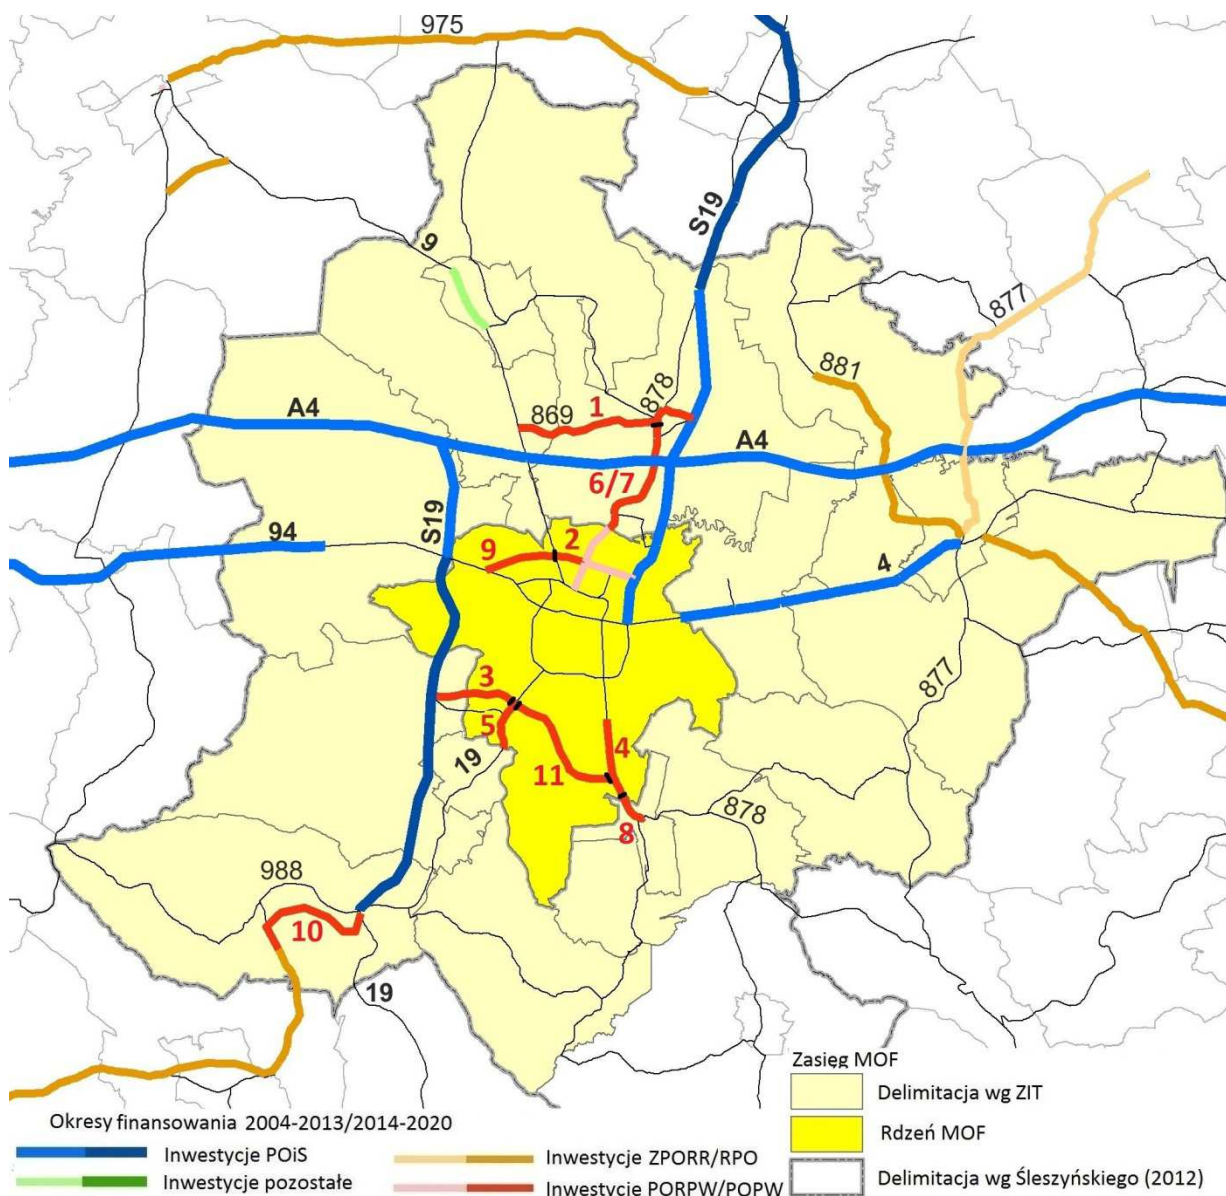 975
S19
9
877
881
878
869
1
A4
A4
6/7
S19
94
9
2
4
3
5
19
11
4
8
877
878
988
10
19
Zasięg MOF
Delimitacja wg ZIT
Rdzeń MOF
Delimitacja wg Śleszyńskiego (2012)
Okresy finansowania 2004-2013/2014-2020
Inwestycje POiS
Inwestycje ZPORR/RPO
Inwestycje pozostałe
Inwestycje PORPW/POPW